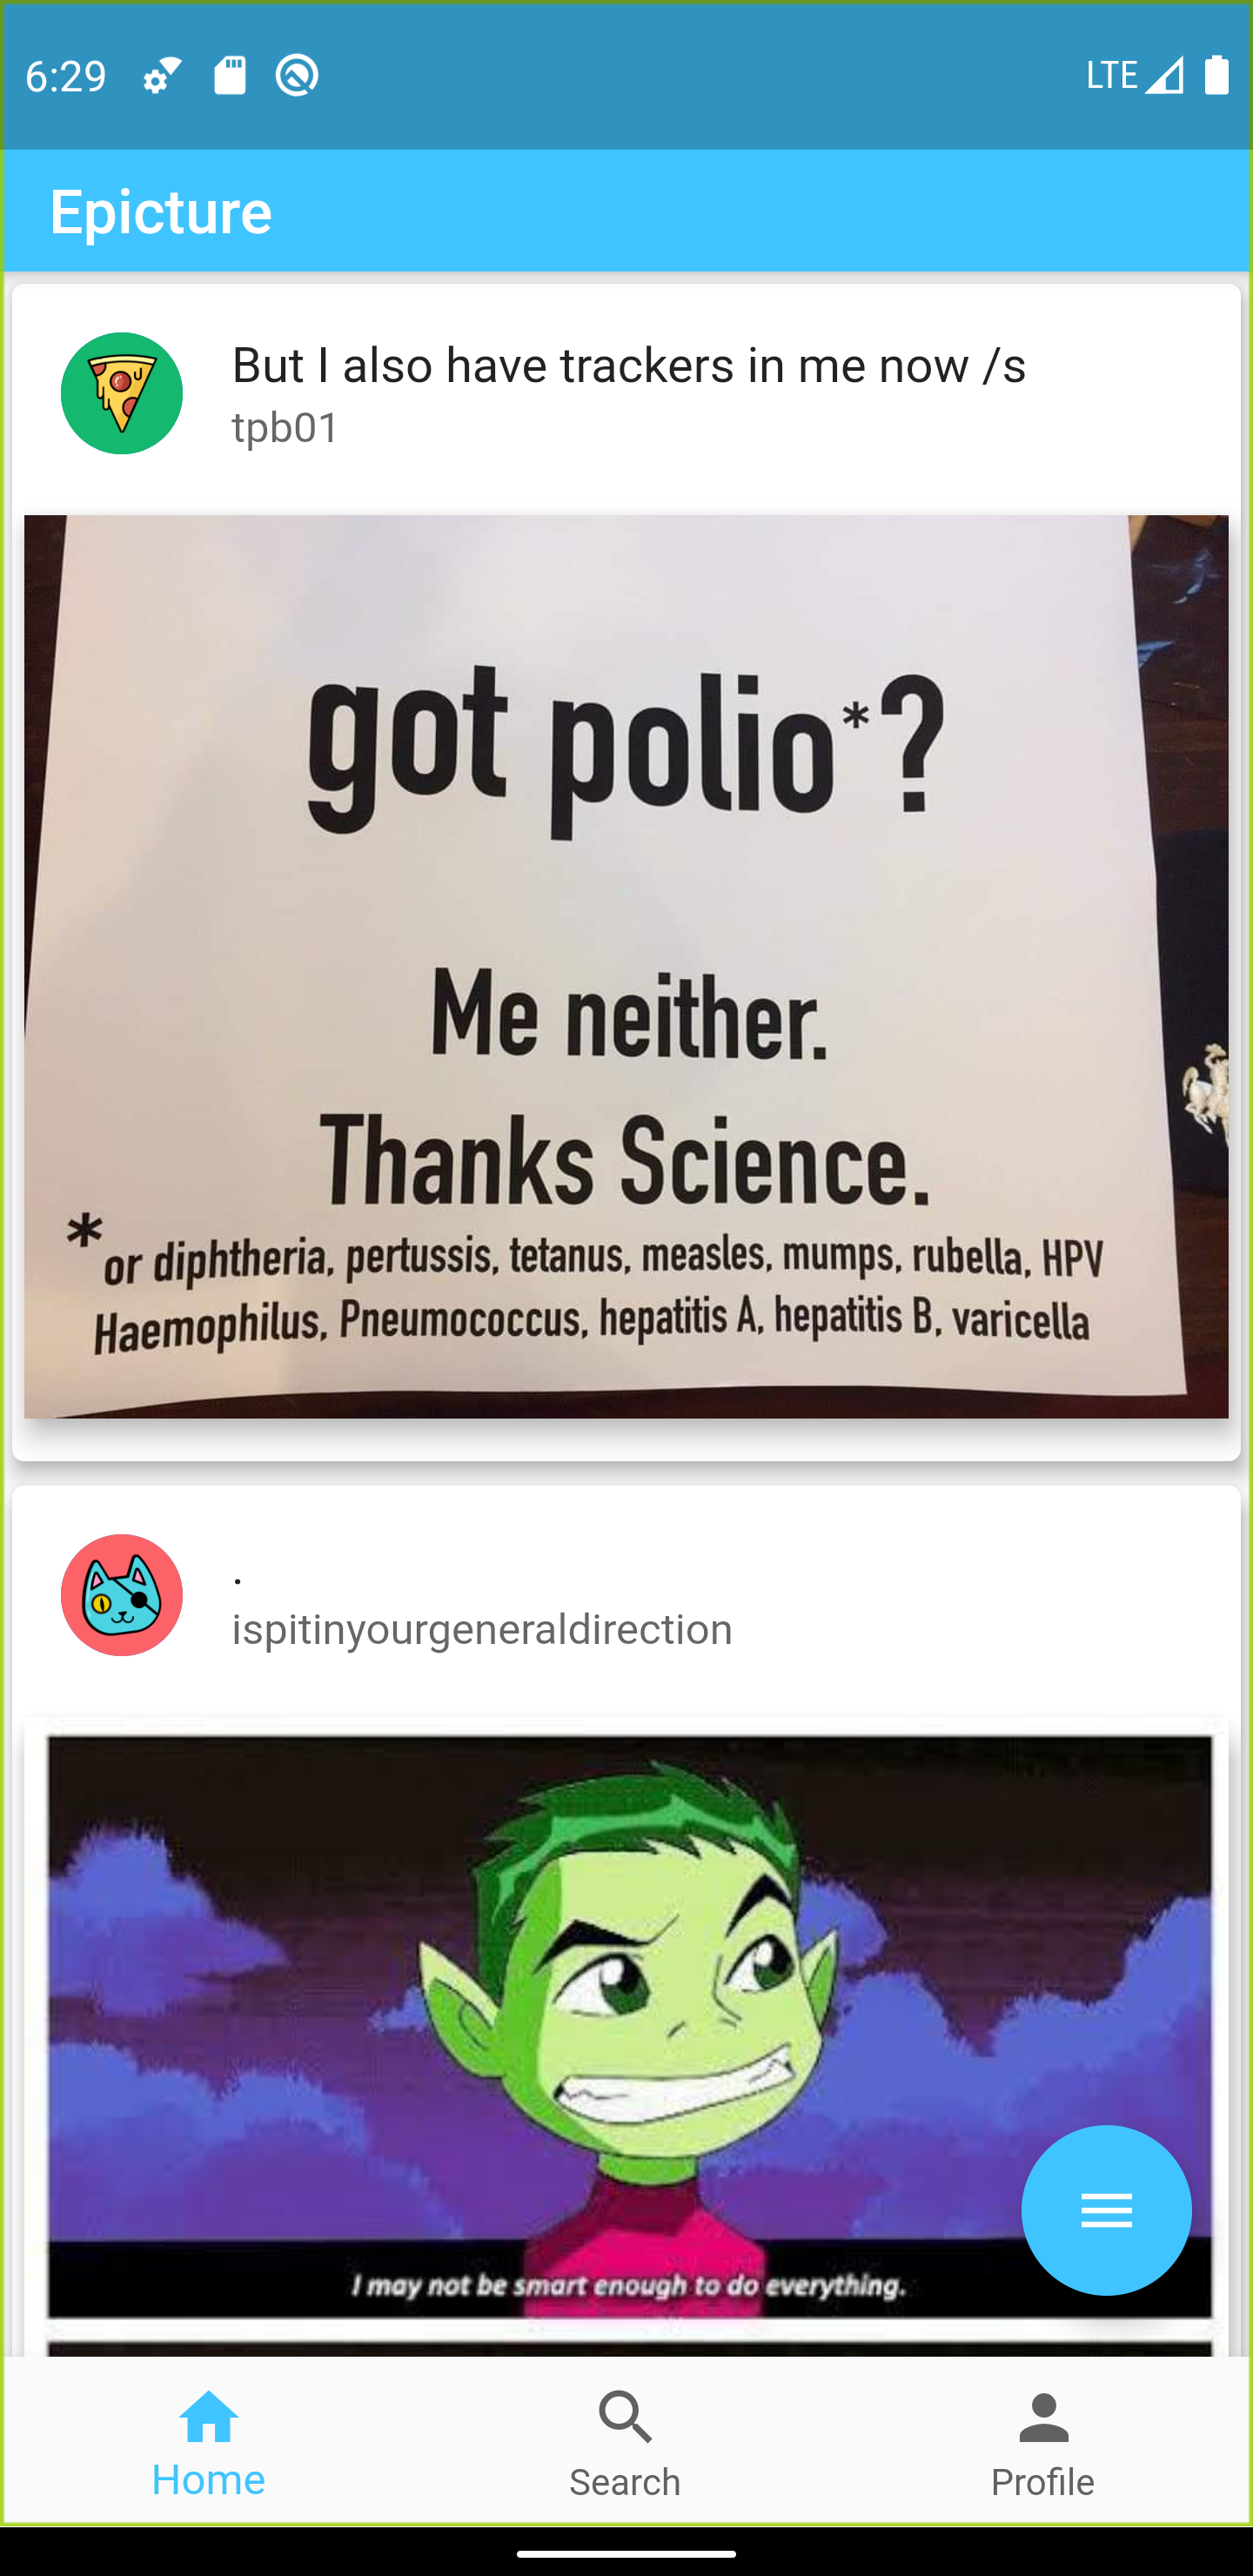 6:29
LTE
Epicture
But I also have trackers in me now /s
tpb01
got polio*?
Me neither.
Thanks Science.
*or diphtheria, pertussis, tetanus, measles, mumps, rubella, HPV
Haemophilus, Pneumococcus, hepatitis A, hepatitis B, varicella
.
ispitinyourgeneraldirection
I may not be smart enough to do everything.
Home
Search
Profile